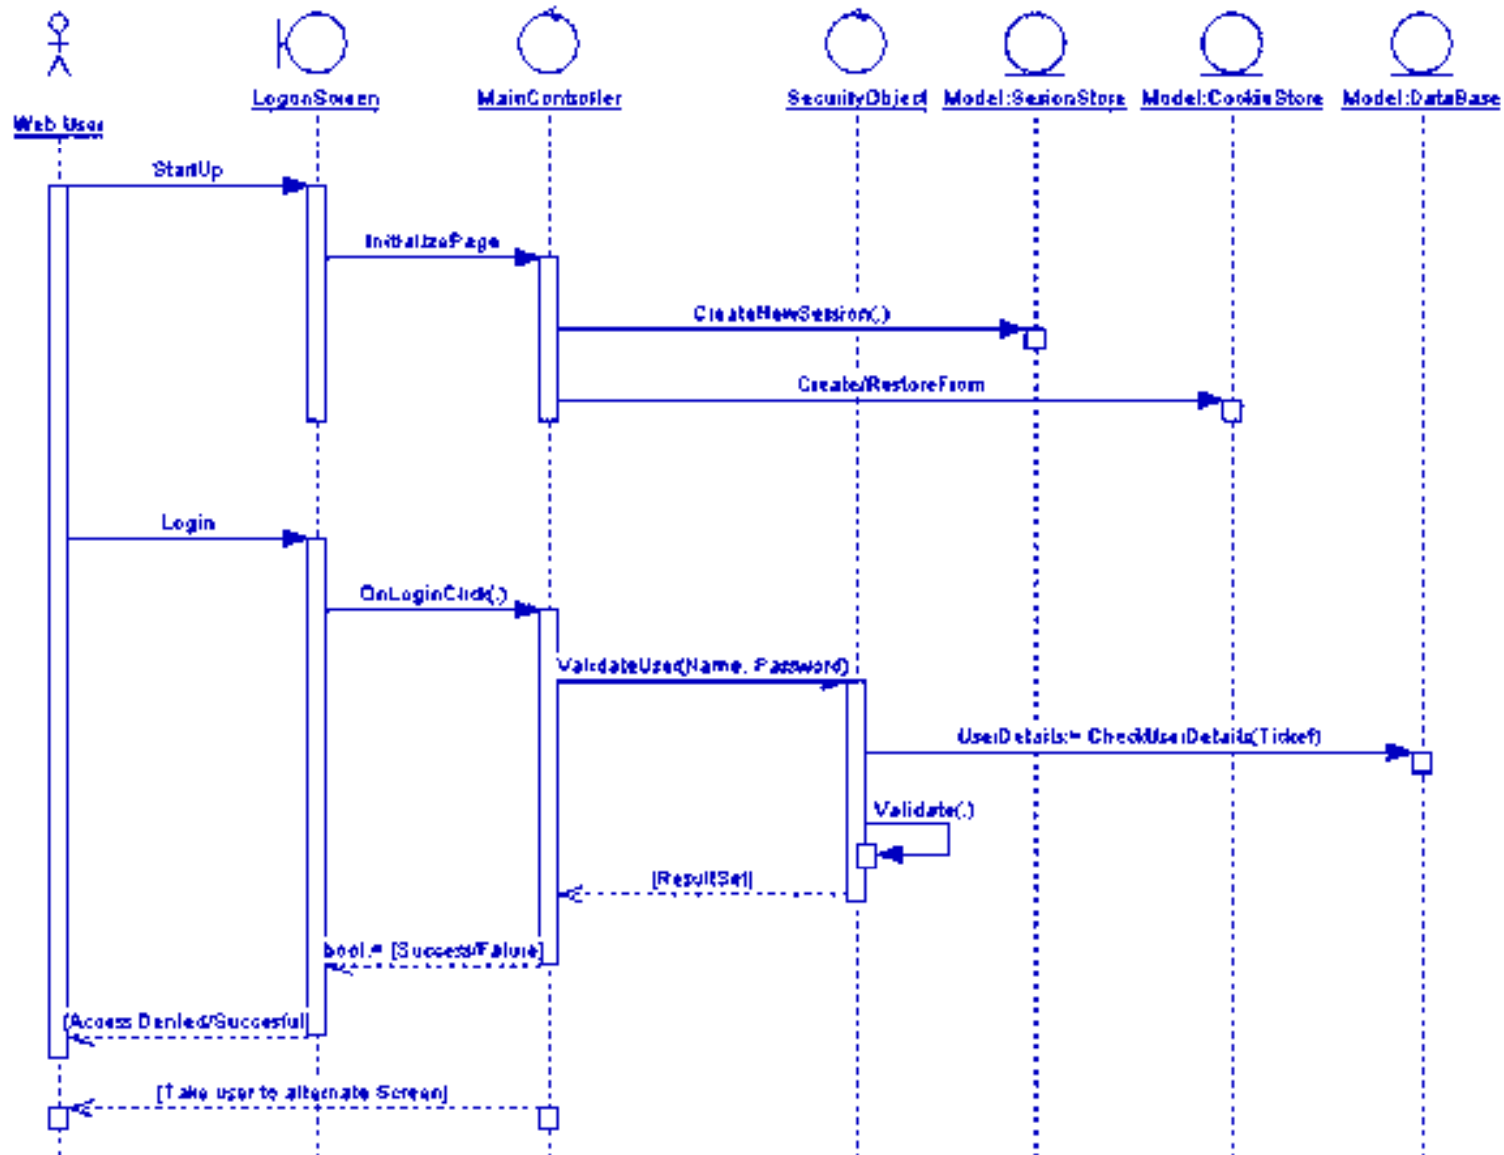 LogonScreen
MainController
SecurityObject
Model:SesionStore
Model:CookieStore
Model:DataBase
Web User
StartUp
InitializePage
CreateNewSession(.)
Create/RestoreFrom
Login
OnLoginClick(.)
ValidateUser(Name, Password)
UserDetails:= CheckUserDetails(Ticket)
Validate(.)
[ResultSet]
bool:= [Success/Failure]
[Access Denied/Succesful
[Take user to alternate Screen]